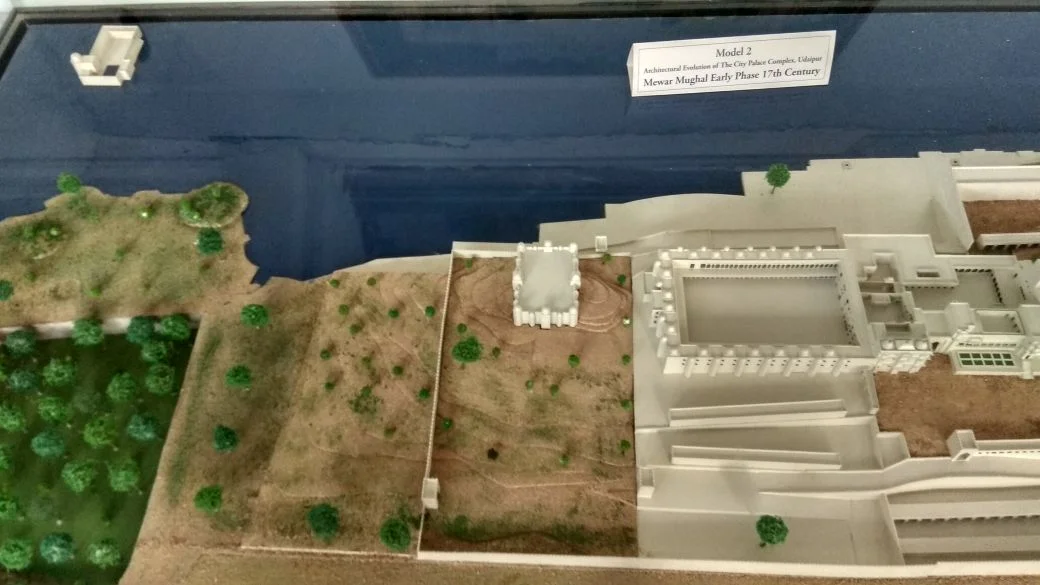 Model 2
Architectural Evolution of The City Palace Complex, Udaipur
Mewar Mughal Early Phase 17th Century